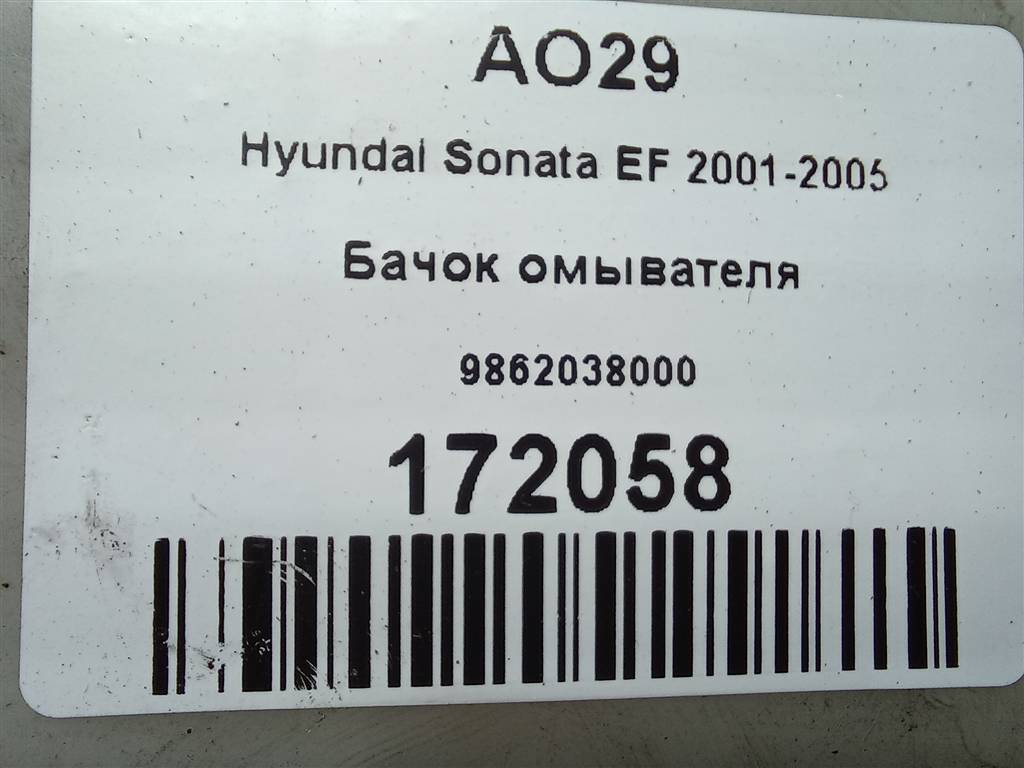 AO29
Hyundai Sonata EF 2001-2005
Бачок омывателя
9862038000
172058